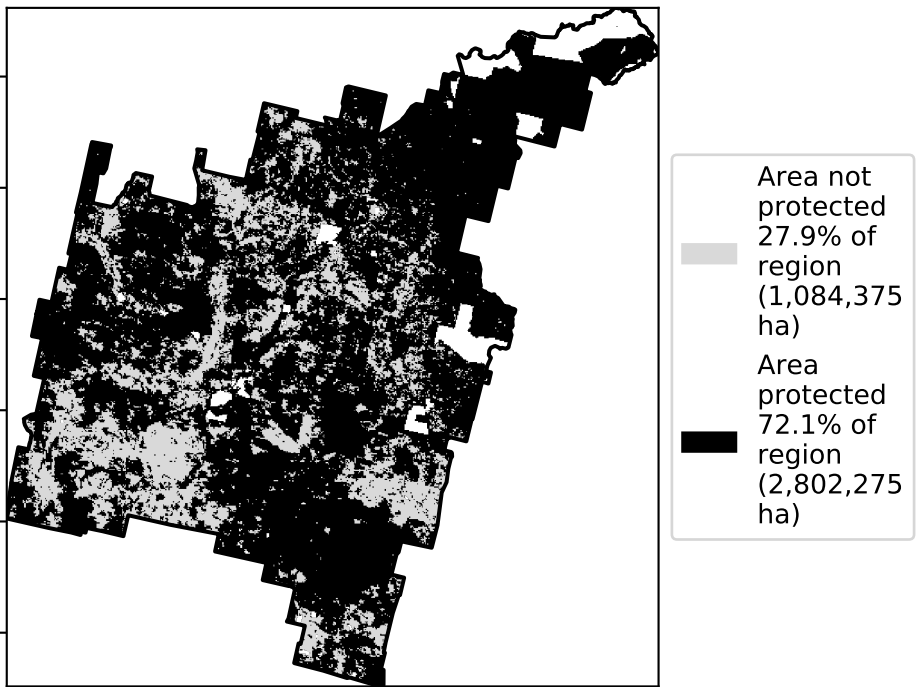 Area not
protected
27.9% of
region
(1,084,375
ha)
Area
protected
72.1% of
region
(2,802,275
ha)